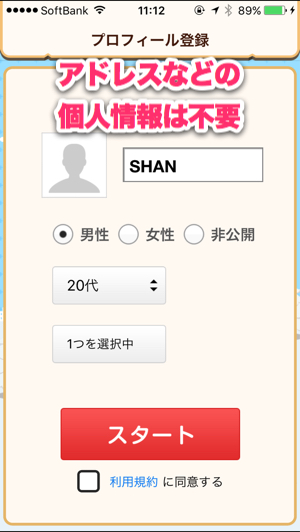 SoftBank 11:12 89%
プロフィール登録
アドレスなどの
個人情報は不要
SHAN
男性 女性 非公開
20代
1つを選択中
スタート
利用規約 に同意する